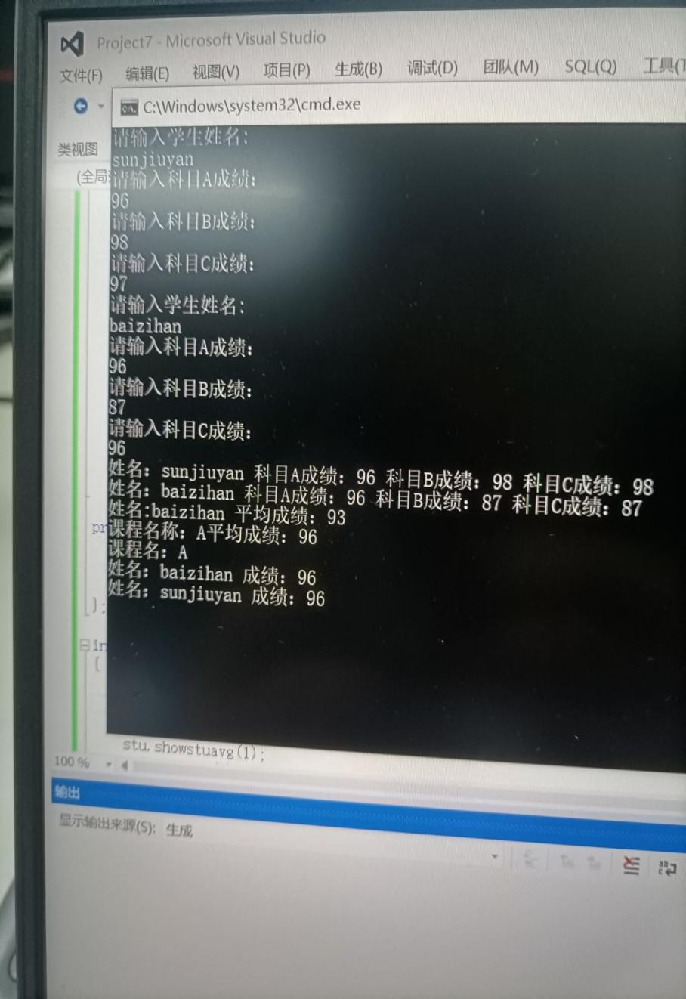 Project7 - Microsoft Visual Studio
文件(F) 编辑(E) 视图(V) 项目(P) 生成(B) 调试(D) 团队(M) SQL(Q) 工具(T
C:\Windows\system32\cmd.exe
类视图
(全局
请输入学生姓名：
sunjiuyan
请输入科目A成绩：
96
请输入科目B成绩：
98
请输入科目C成绩：
97
请输入学生姓名：
baizihan
请输入科目A成绩：
96
请输入科目B成绩：
87
请输入科目C成绩：
96
姓名：sunjiuyan 科目A成绩：96 科目B成绩：98 科目C成绩：98
姓名：baizihan 科目A成绩：96 科目B成绩：87 科目C成绩：87
姓名:baizihan 平均成绩：93
pr
课程名称：A平均成绩：96
课程名：A
姓名：baizihan 成绩：96
姓名：sunjiuyan 成绩：96
};
in
{
stu.showstuavg(1);
100 %
输出
显示输出来源(S)： 生成